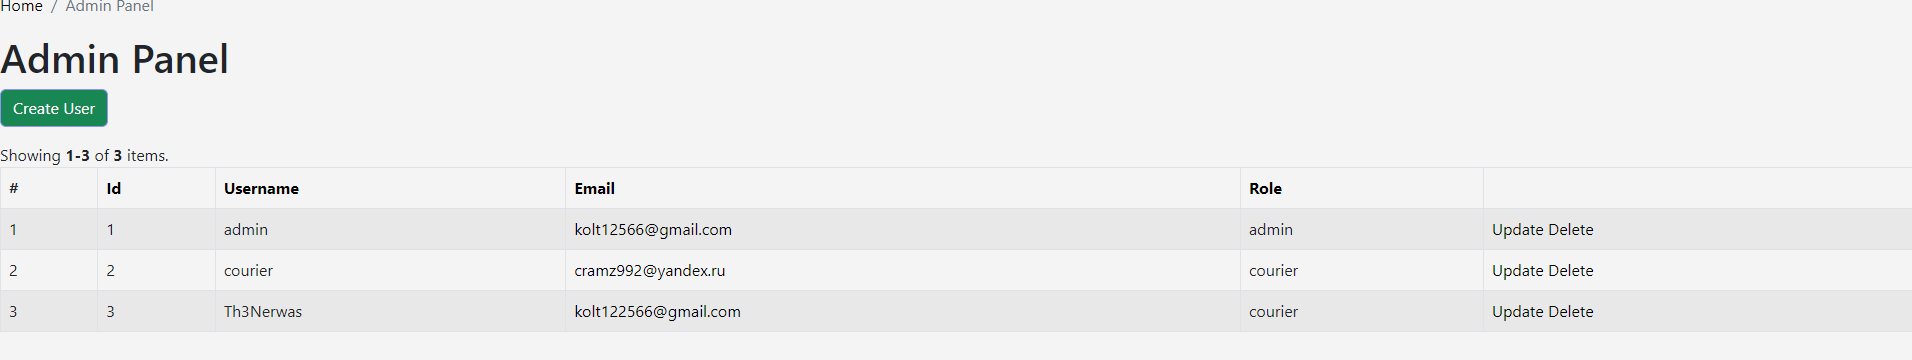 Home / Admin Panel
Admin Panel
Create User
Showing 1-3 of 3 items.
# Id Username Email Role
1 1 admin kolt12566@gmail.com admin Update Delete
2 2 courier cramz992@yandex.ru courier Update Delete
3 3 Th3Nerwas kolt122566@gmail.com courier Update Delete